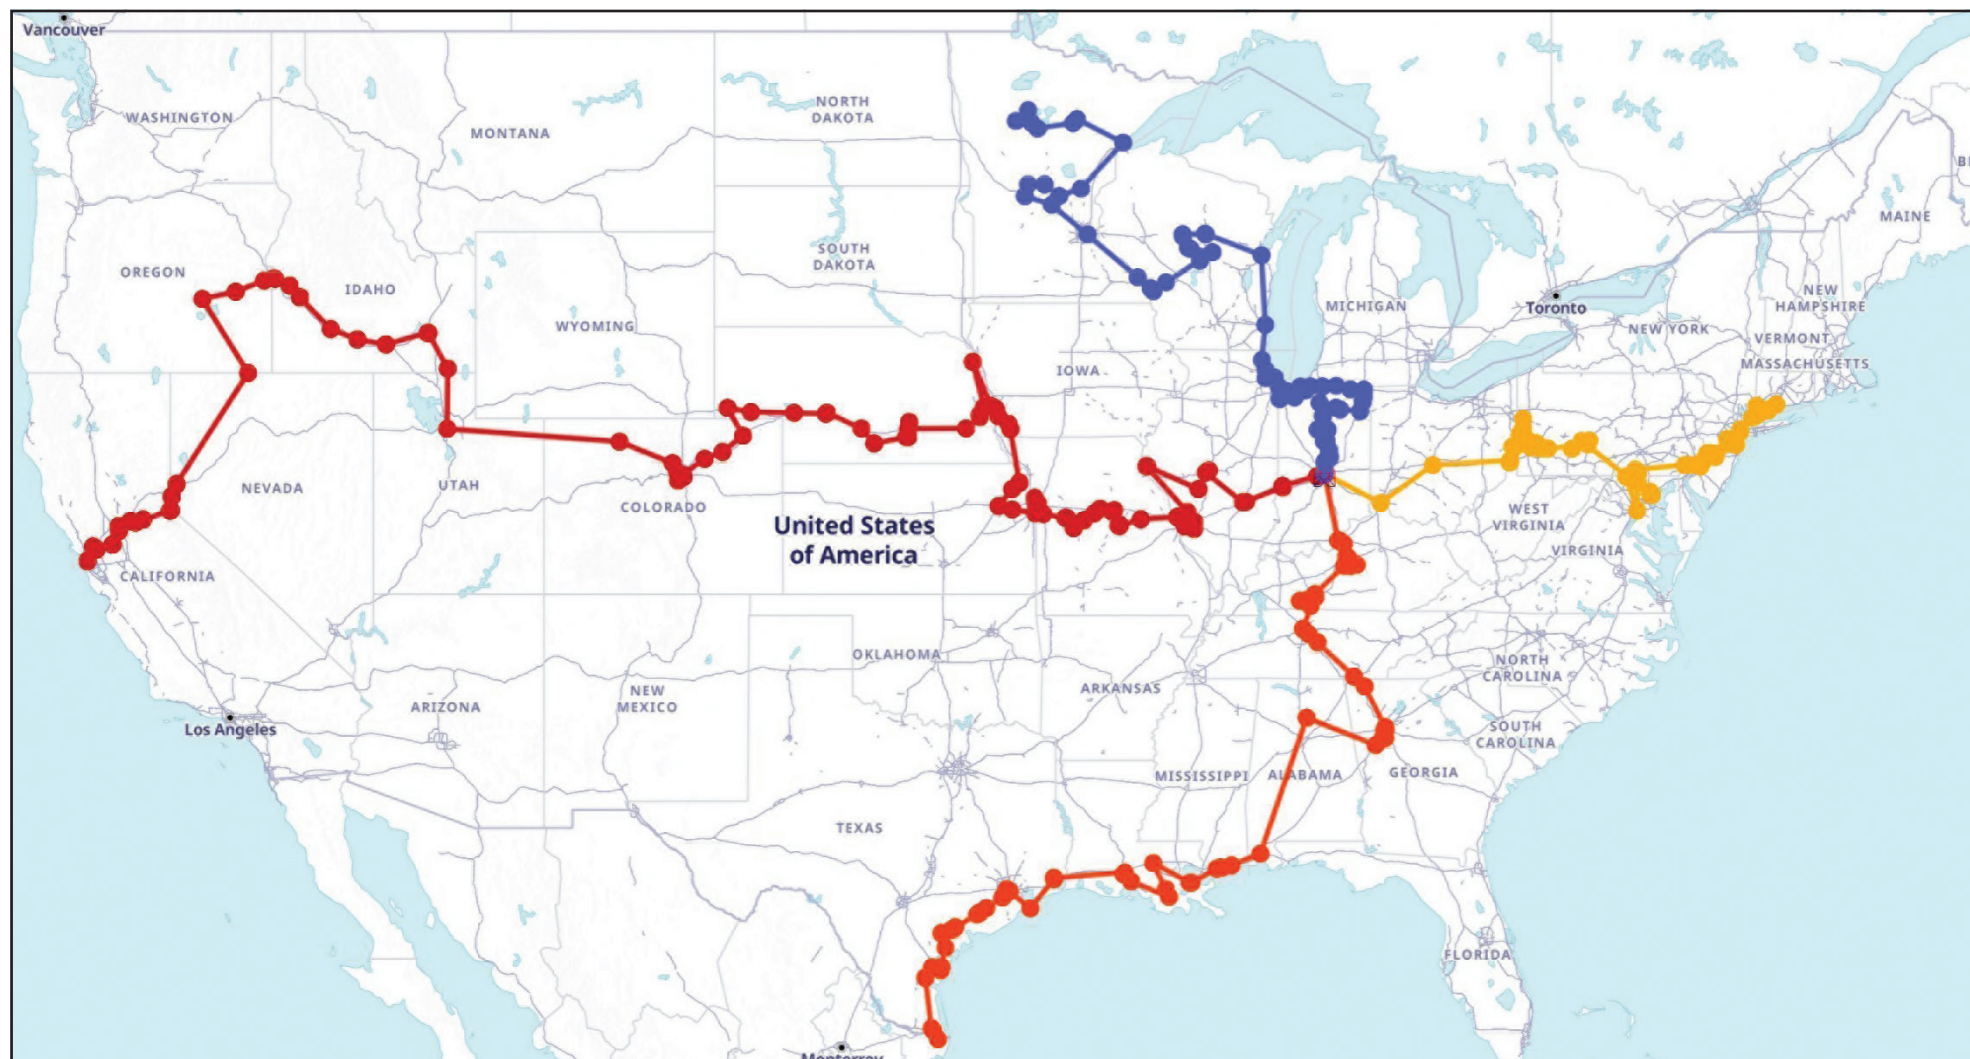 Vancouver
WASHINGTON
MONTANA
NORTH
DAKOTA
MAINE
OREGON
IDAHO
SOUTH
DAKOTA
WYOMING
MICHIGAN
Toronto
NEW
HAMPSHIRE
NEW YORK
VERMONT
MASSACHUSETTS
IOWA
NEVADA
UTAH
COLORADO
United States
of America
WEST
VIRGINIA
VIRGINIA
CALIFORNIA
OKLAHOMA
NORTH
CAROLINA
ARKANSAS
NEW
MEXICO
ARIZONA
Los Angeles
SOUTH
CAROLINA
MISSISSIPPI
ALABAMA
GEORGIA
TEXAS
FLORIDA
Monterrey